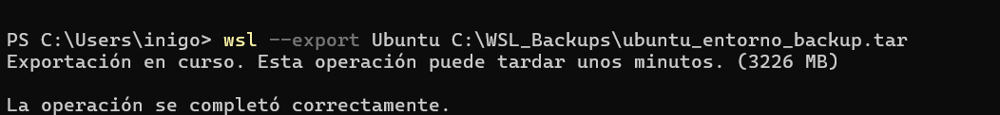 PS C:\Users\inigo> wsl --export Ubuntu C:\WSL_Backups\ubuntu_entorno_backup.tar
Exportación en curso. Esta operación puede tardar unos minutos. (3226 MB)
La operación se completó correctamente.